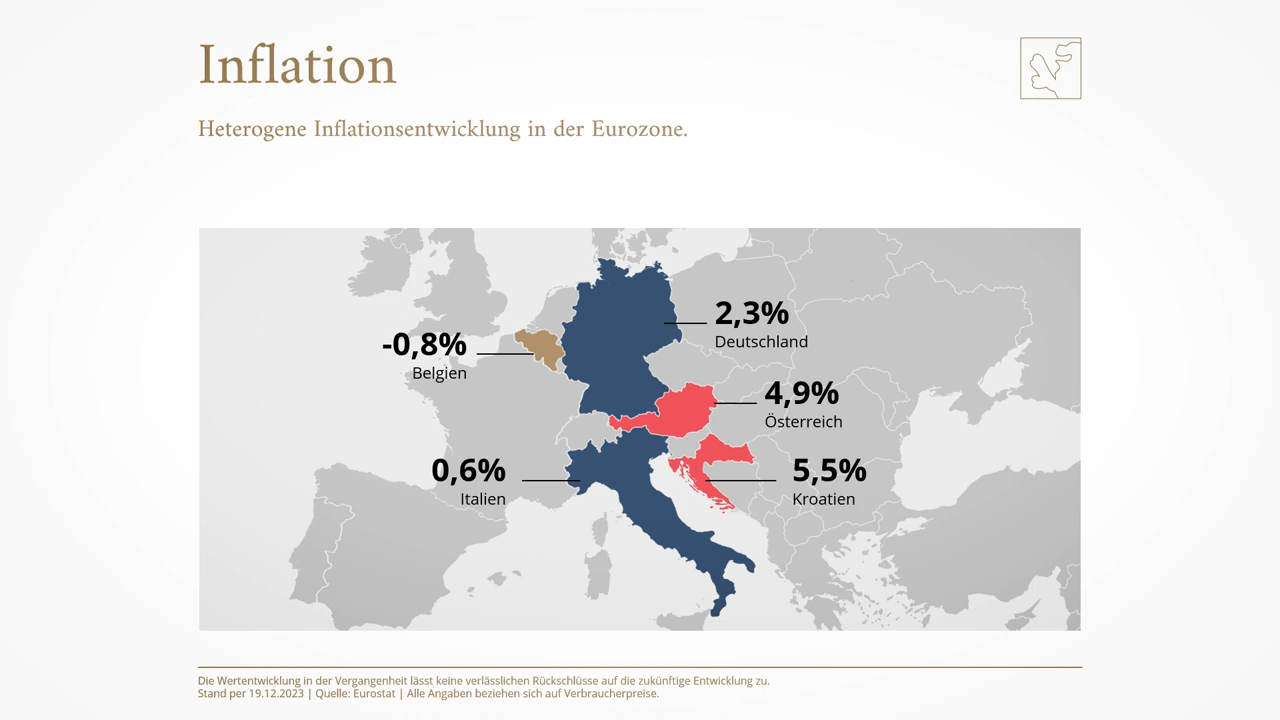 Inflation
Heterogene Inflationsentwicklung in der Eurozone.
2,3%
Deutschland
-0,8%
Belgien
4,9%
Österreich
0,6%
Italien
5,5%
Kroatien
Die Wertentwicklung in der Vergangenheit lässt keine verlässlichen Rückschlüsse auf die zukünftige Entwicklung zu.
Stand per 19.12.2023 | Quelle: Eurostat | Alle Angaben beziehen sich auf Verbraucherpreise.